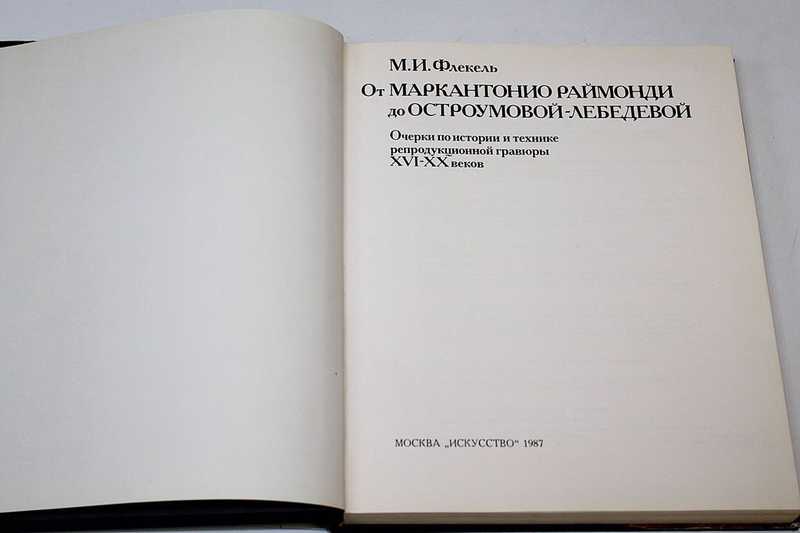 М.И.Флекель
От МАРКАНТОНИО РАЙМОНДИ
до ОСТРОУМОВОЙ-ЛЕБЕДЕВОЙ
Очерки по истории и технике
репродукционной гравюры
XVI-XX веков
МОСКВА „ИСКУССТВО" 1987